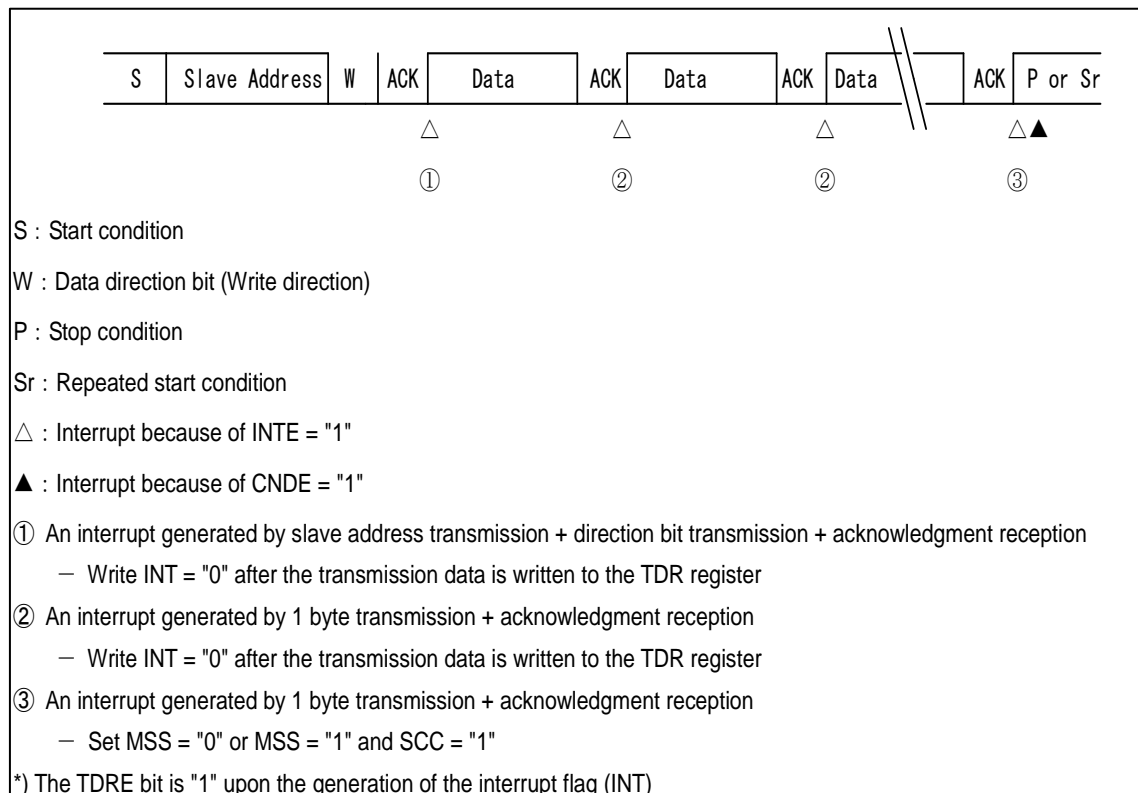 S Slave Address W ACK Data ACK Data ACK Data ACK P or Sr
△ △ △ △▲
① ② ② ③
S : Start condition
W : Data direction bit (Write direction)
P : Stop condition
Sr : Repeated start condition
△ : Interrupt because of INTE = "1"
▲ : Interrupt because of CNDE = "1"
① An interrupt generated by slave address transmission + direction bit transmission + acknowledgment reception
－ Write INT = "0" after the transmission data is written to the TDR register
② An interrupt generated by 1 byte transmission + acknowledgment reception
－ Write INT = "0" after the transmission data is written to the TDR register
③ An interrupt generated by 1 byte transmission + acknowledgment reception
－ Set MSS = "0" or MSS = "1" and SCC = "1"
*) The TDRE bit is "1" upon the generation of the interrupt flag (INT)